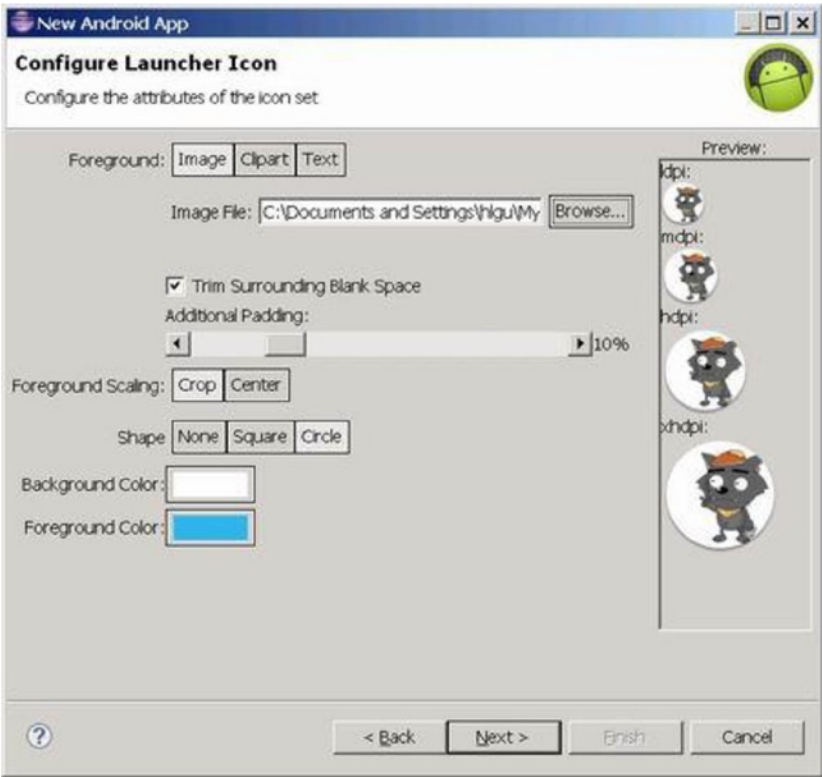 New Android App
Configure Launcher Icon
Configure the attributes of the icon set
Foreground: Image Clipart Text
Image File: C:\Documents and Settings\hlgu\My Browse...
Trim Surrounding Blank Space
Additional Padding:
10%
Foreground Scaling: Crop Center
Shape None Square Circle
Background Color:
Foreground Color:
Preview:
ldpi:
mdpi:
hdpi:
xhdpi:
? < Back Next > Finish Cancel